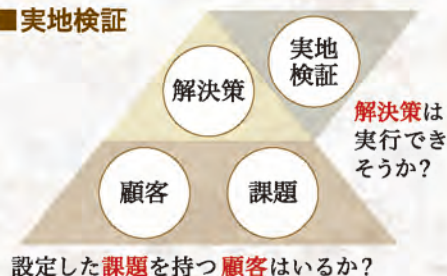 ■実地検証
実地
検証
解決策
解決策は
実行でき
そうか?
顧客
課題
設定した課題を持つ顧客はいるか?